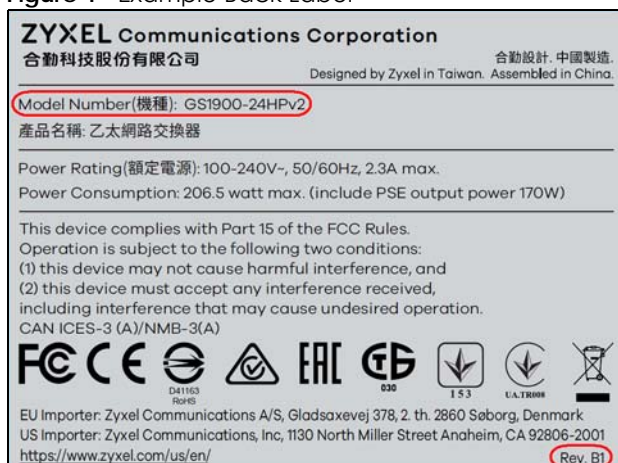 Figure 1 Example Back Label
ZYXEL Communications Corporation
合勤科技股份有限公司
合勤設計. 中國製造.
Designed by Zyxel in Taiwan. Assembled in China.
Model Number(機種): GS1900-24HPv2
產品名稱: 乙太網路交換器
Power Rating(額定電源): 100-240V~, 50/60Hz, 2.3A max.
Power Consumption: 206.5 watt max. (include PSE output power 170W)
This device complies with Part 15 of the FCC Rules.
Operation is subject to the following two conditions:
(1) this device may not cause harmful interference, and
(2) this device must accept any interference received,
including interference that may cause undesired operation.
CAN ICES-3 (A)/NMB-3(A)
FC CE EAC
D41163
RoHS
030
153
UA.TR008
EU Importer: Zyxel Communications A/S, Gladsaxevej 378, 2. th. 2860 Søborg, Denmark
US Importer: Zyxel Communications, Inc, 1130 North Miller Street Anaheim, CA 92806-2001
https://www.zyxel.com/us/en/
Rev. B1